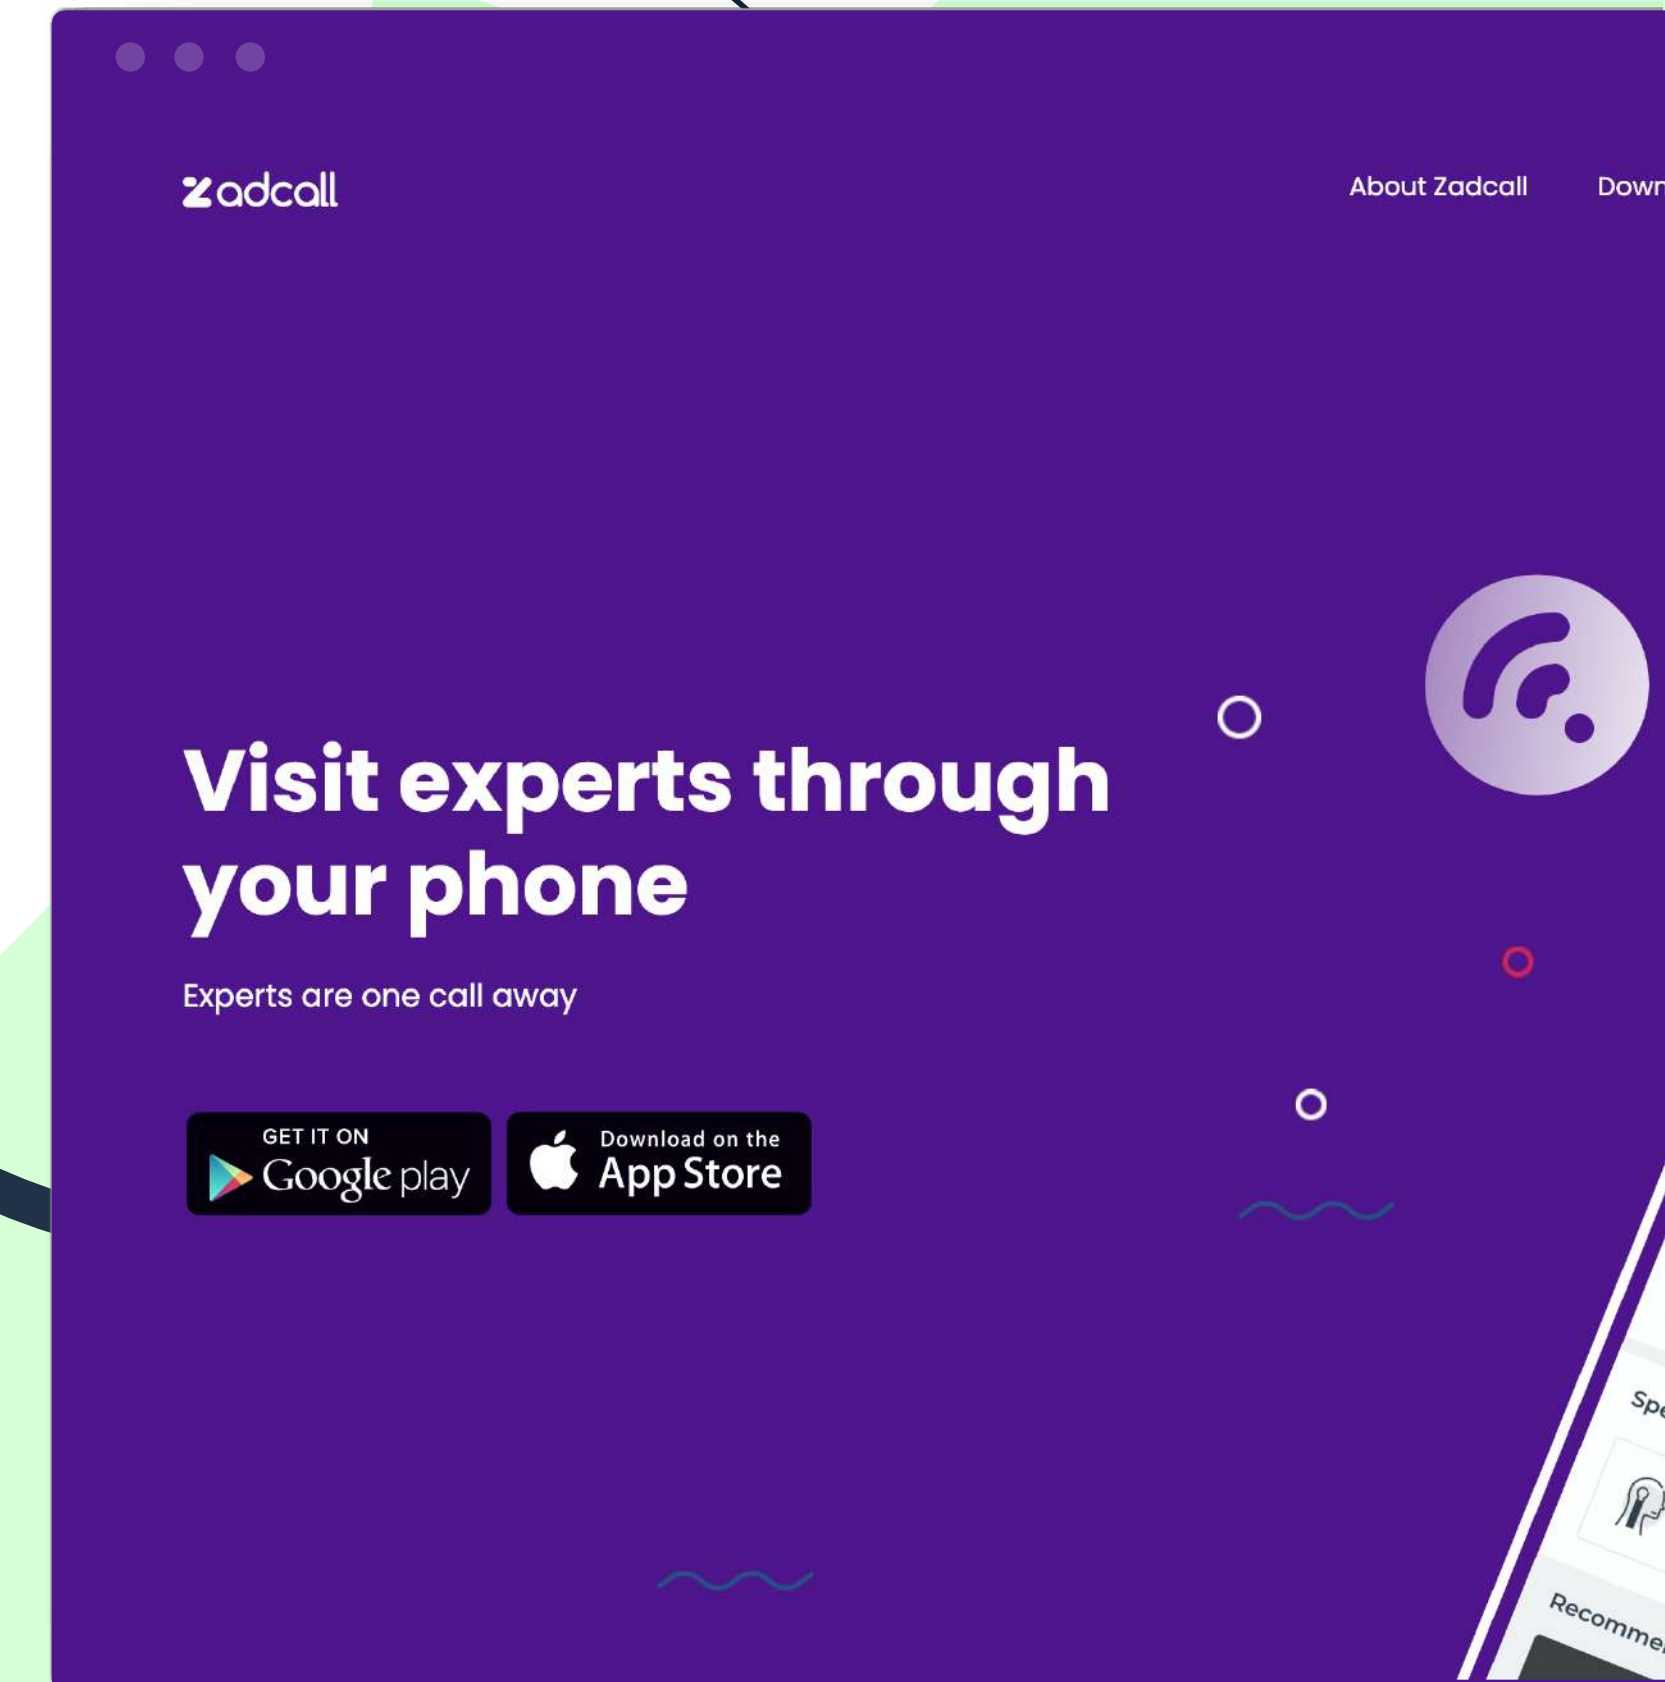 zadcall
About Zadcall
Visit experts through
your phone
Experts are one call away
GET IT ON
Google play
Download on the
App Store